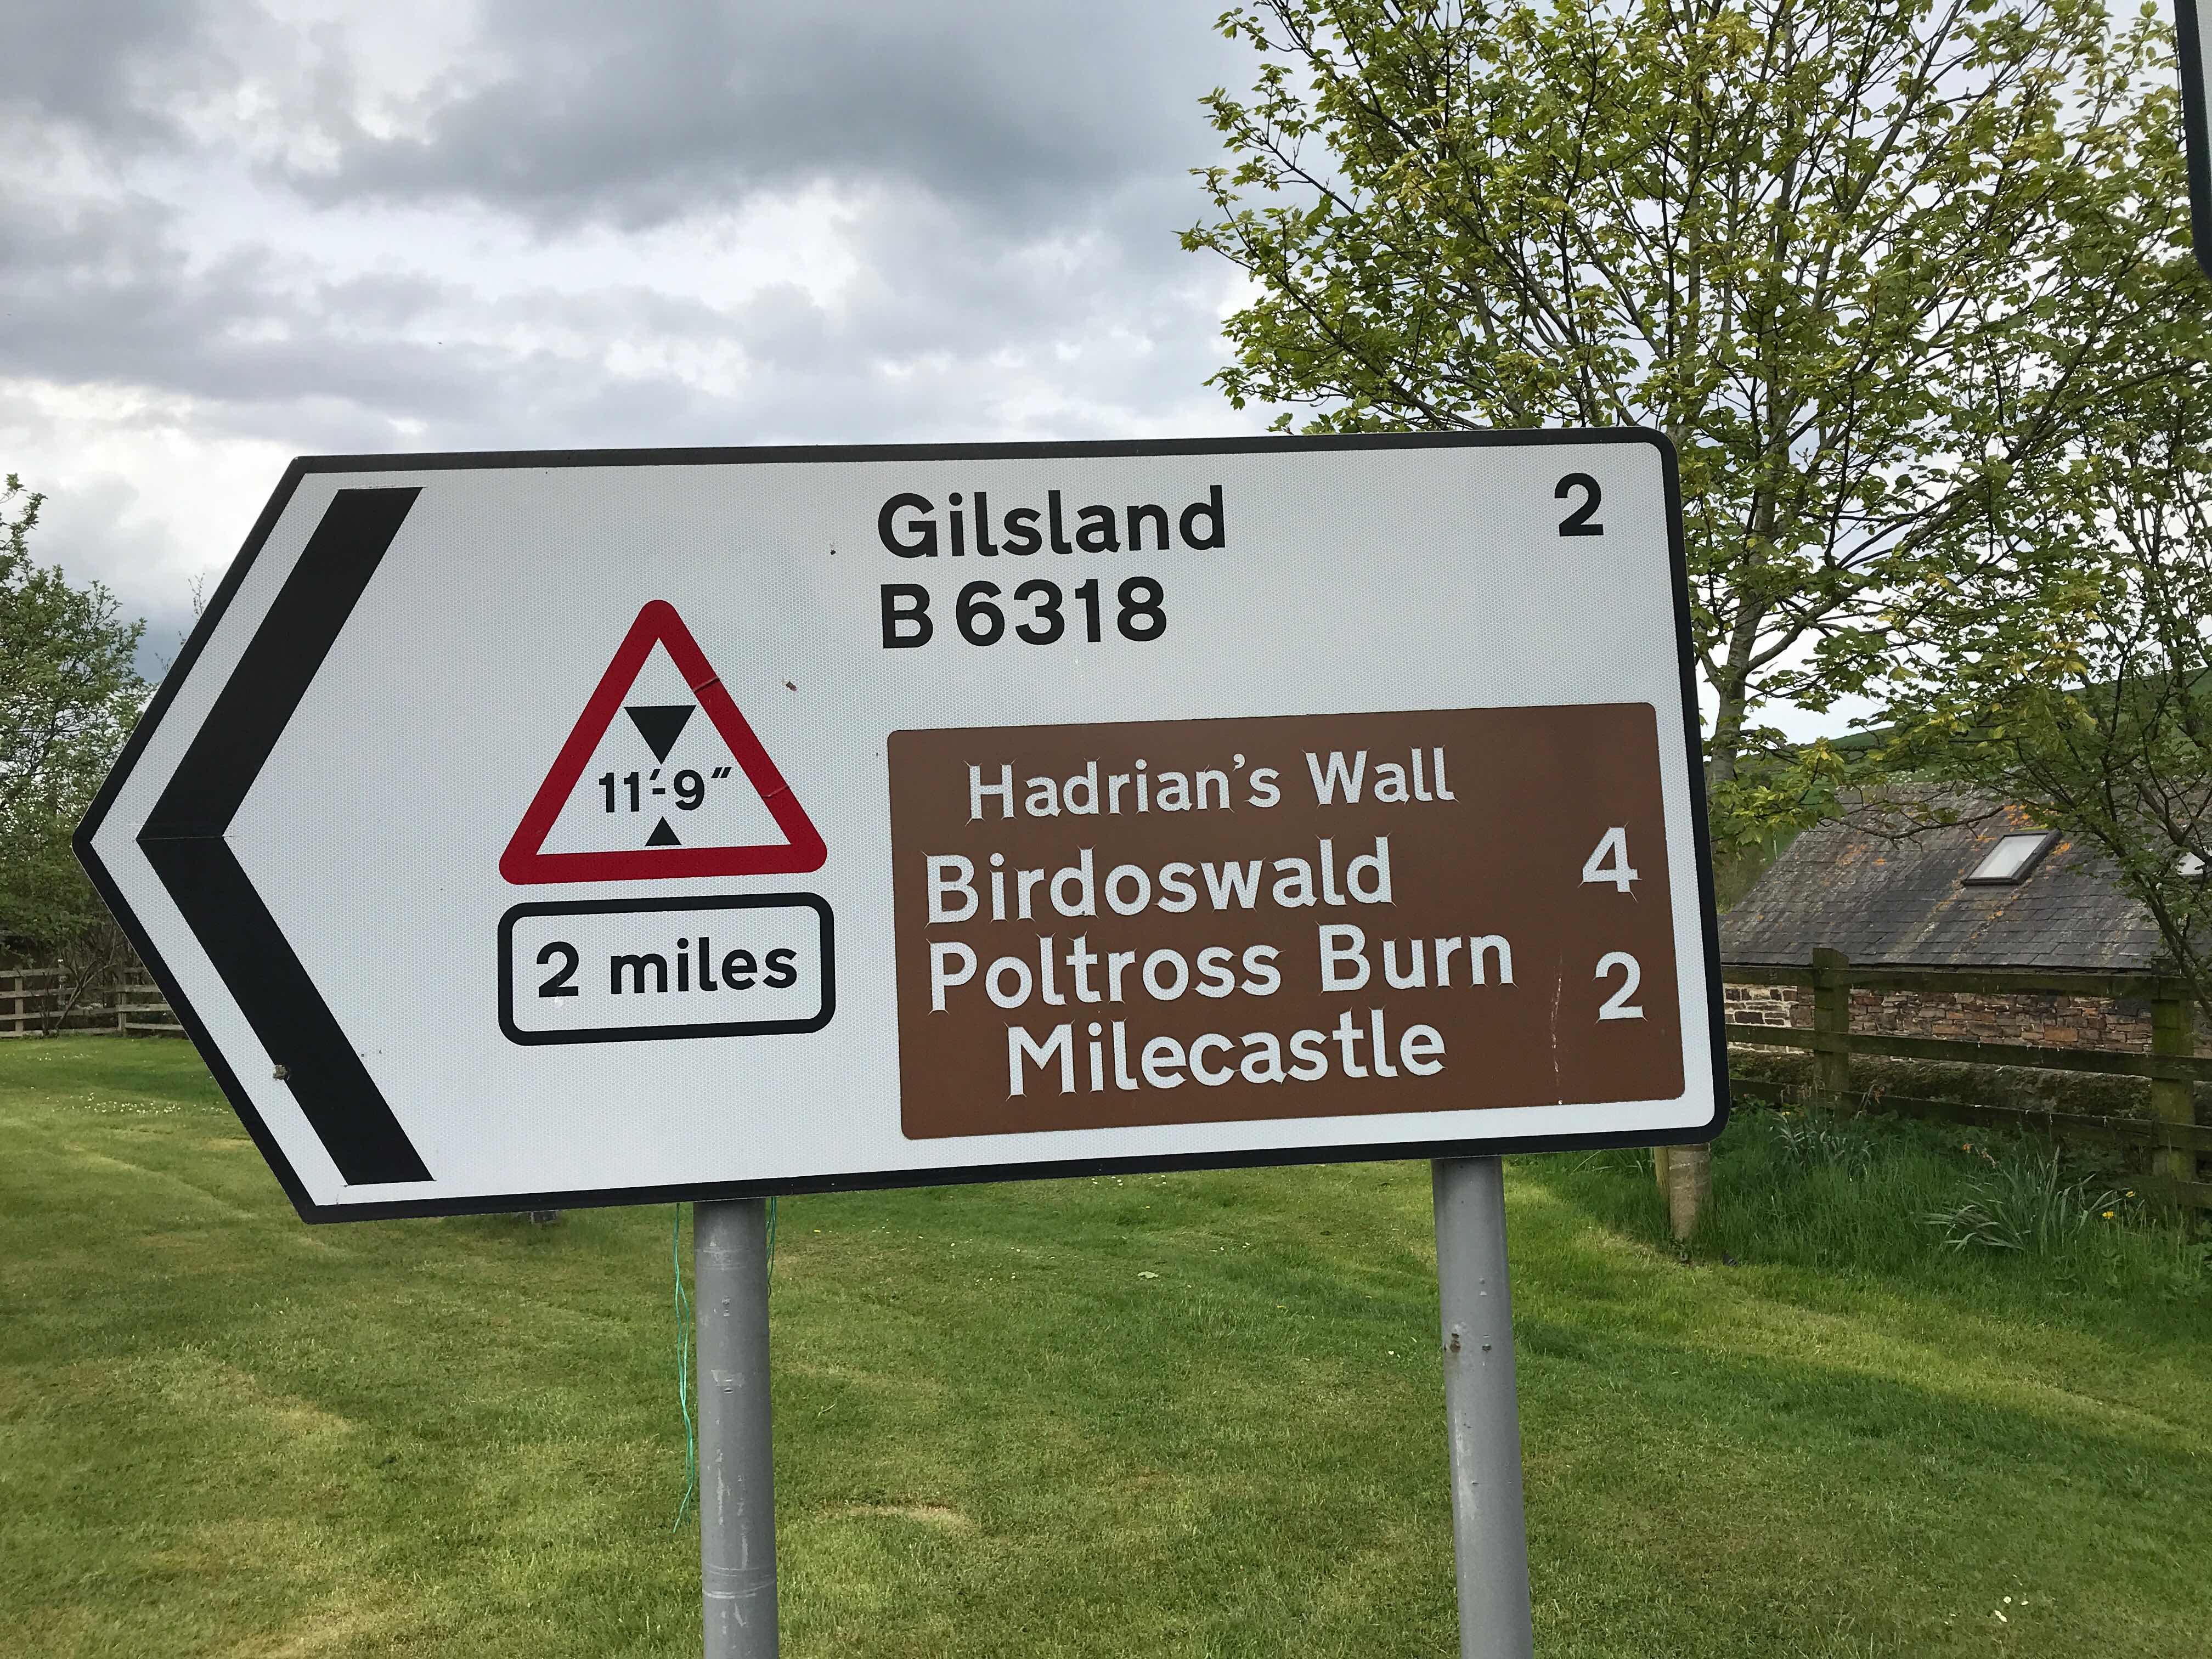 Gilsland 2
B 6318
11'-9"
2 miles
Hadrian's Wall
Birdoswald 4
Poltross Burn 2
Milecastle